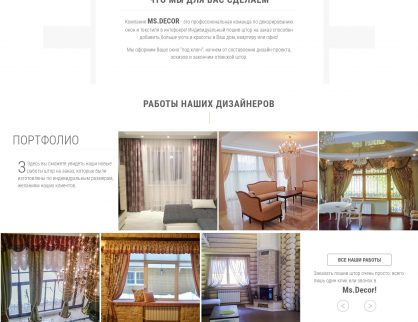 ЧТО МЫ ДЛЯ ВАС СДЕЛАЕМ
Компания MS.DECOR это профессиональная команда по декорированию
окон и текстиля в интерьере! Индивидуальный пошив штор на заказ способен
добавить больше уюта и красоты в Ваш дом, квартиру или офис!
Мы оформим Ваше окно "под ключ", начнем от составления дизайн-проекта,
эскизов и закончим отвеской штор.
РАБОТЫ НАШИХ ДИЗАЙНЕРОВ
ПОРТФОЛИО
Здесь вы сможете увидеть наши новые
работы штор на заказ, которые были
изготовлены по индивидуальным размерам,
желаниям наших клиентов.
ВСЕ НАШИ РАБОТЫ
Заказать пошив штор очень просто: всего
лишь один клик или звонок в
Ms.Decor!